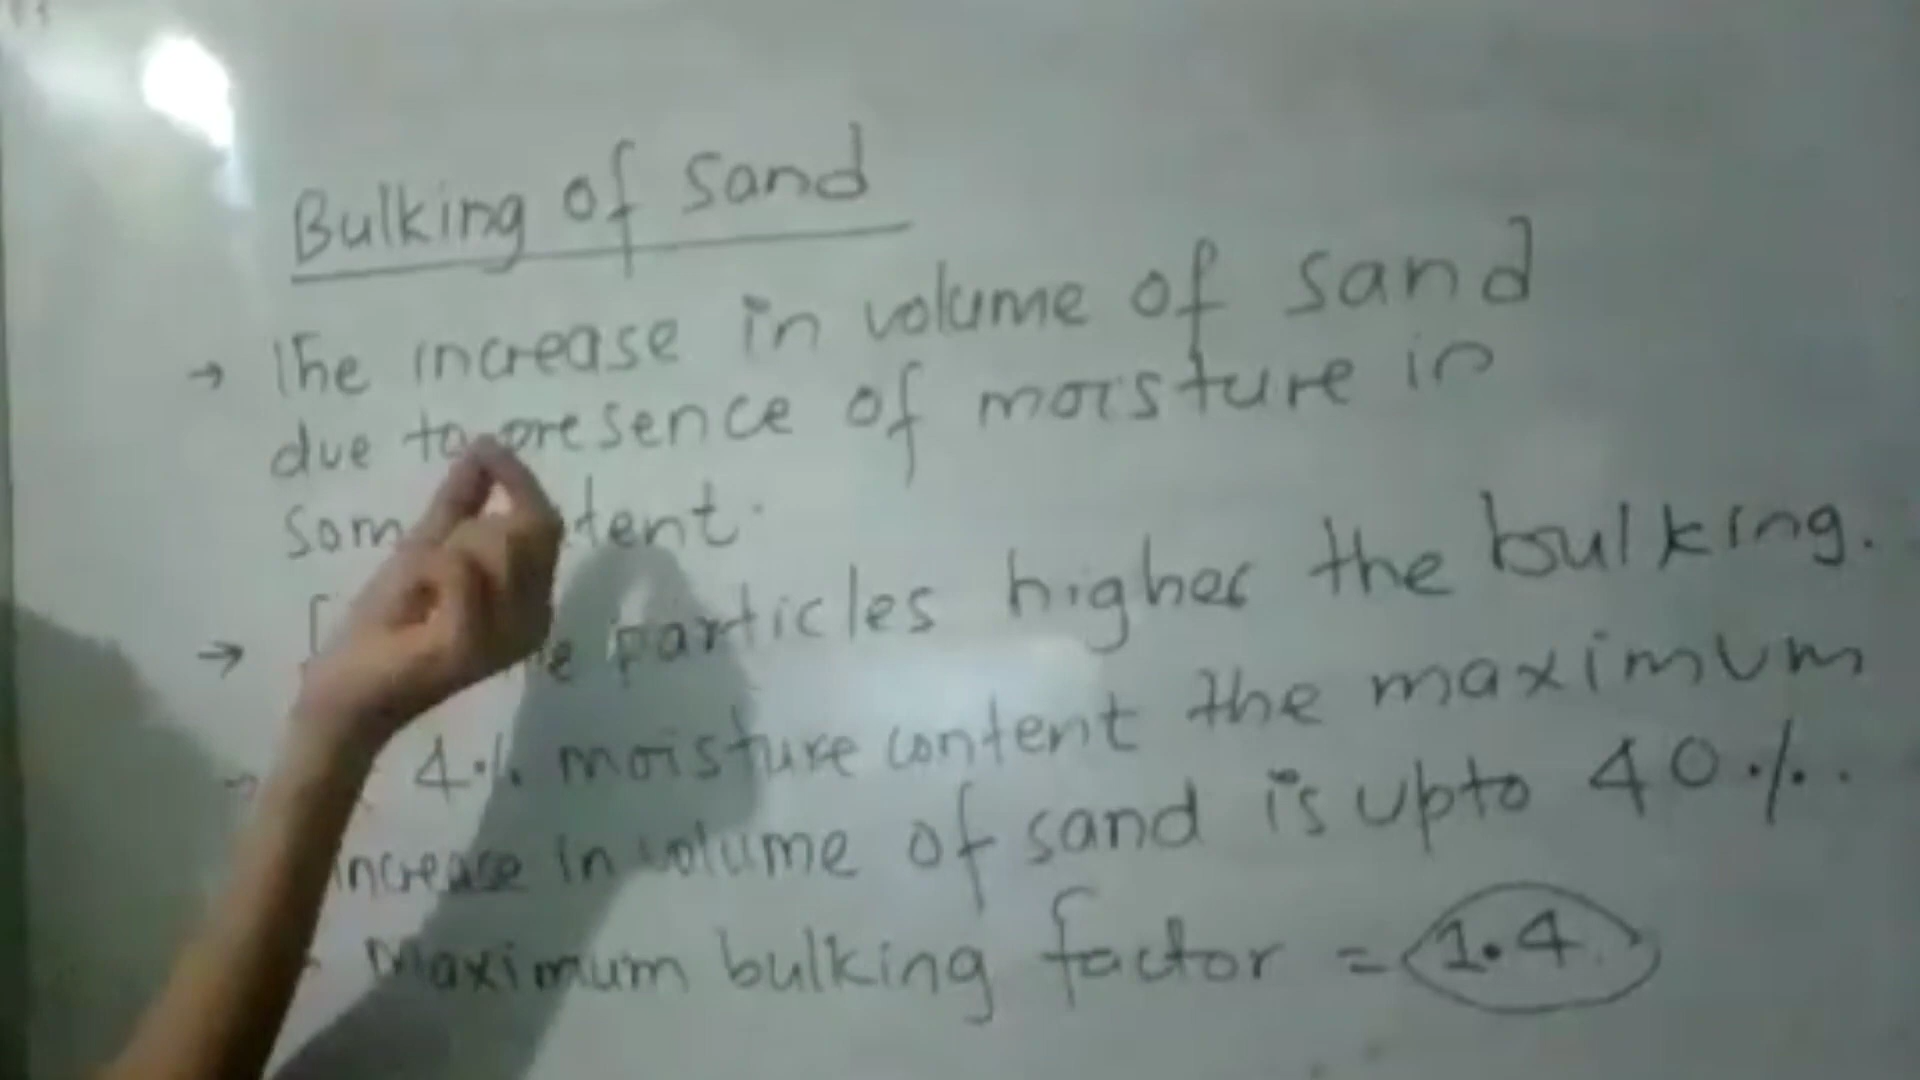 Bulking of sand
→ The increase in volume of sand
due to presence of moisture in
→ particles higher the bulking.
4% moisture content the maximum
increase in volume of sand is upto 40%.
Maximum bulking factor = 1.4